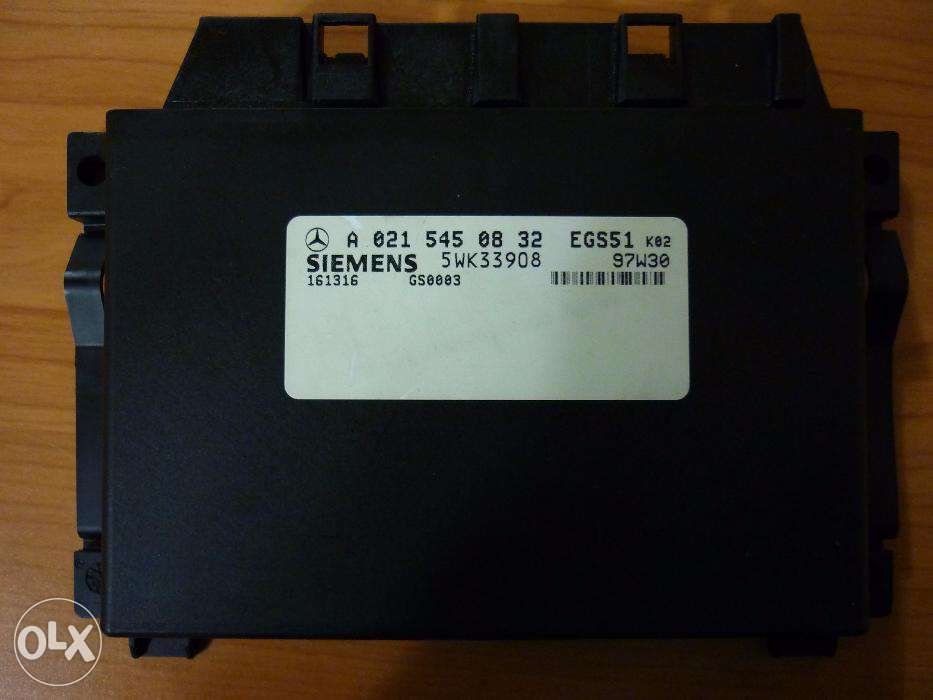 A 021 545 08 32 EGS51 K02
SIEMENS 5WK33908 97W30
161316 GS0003
OLX